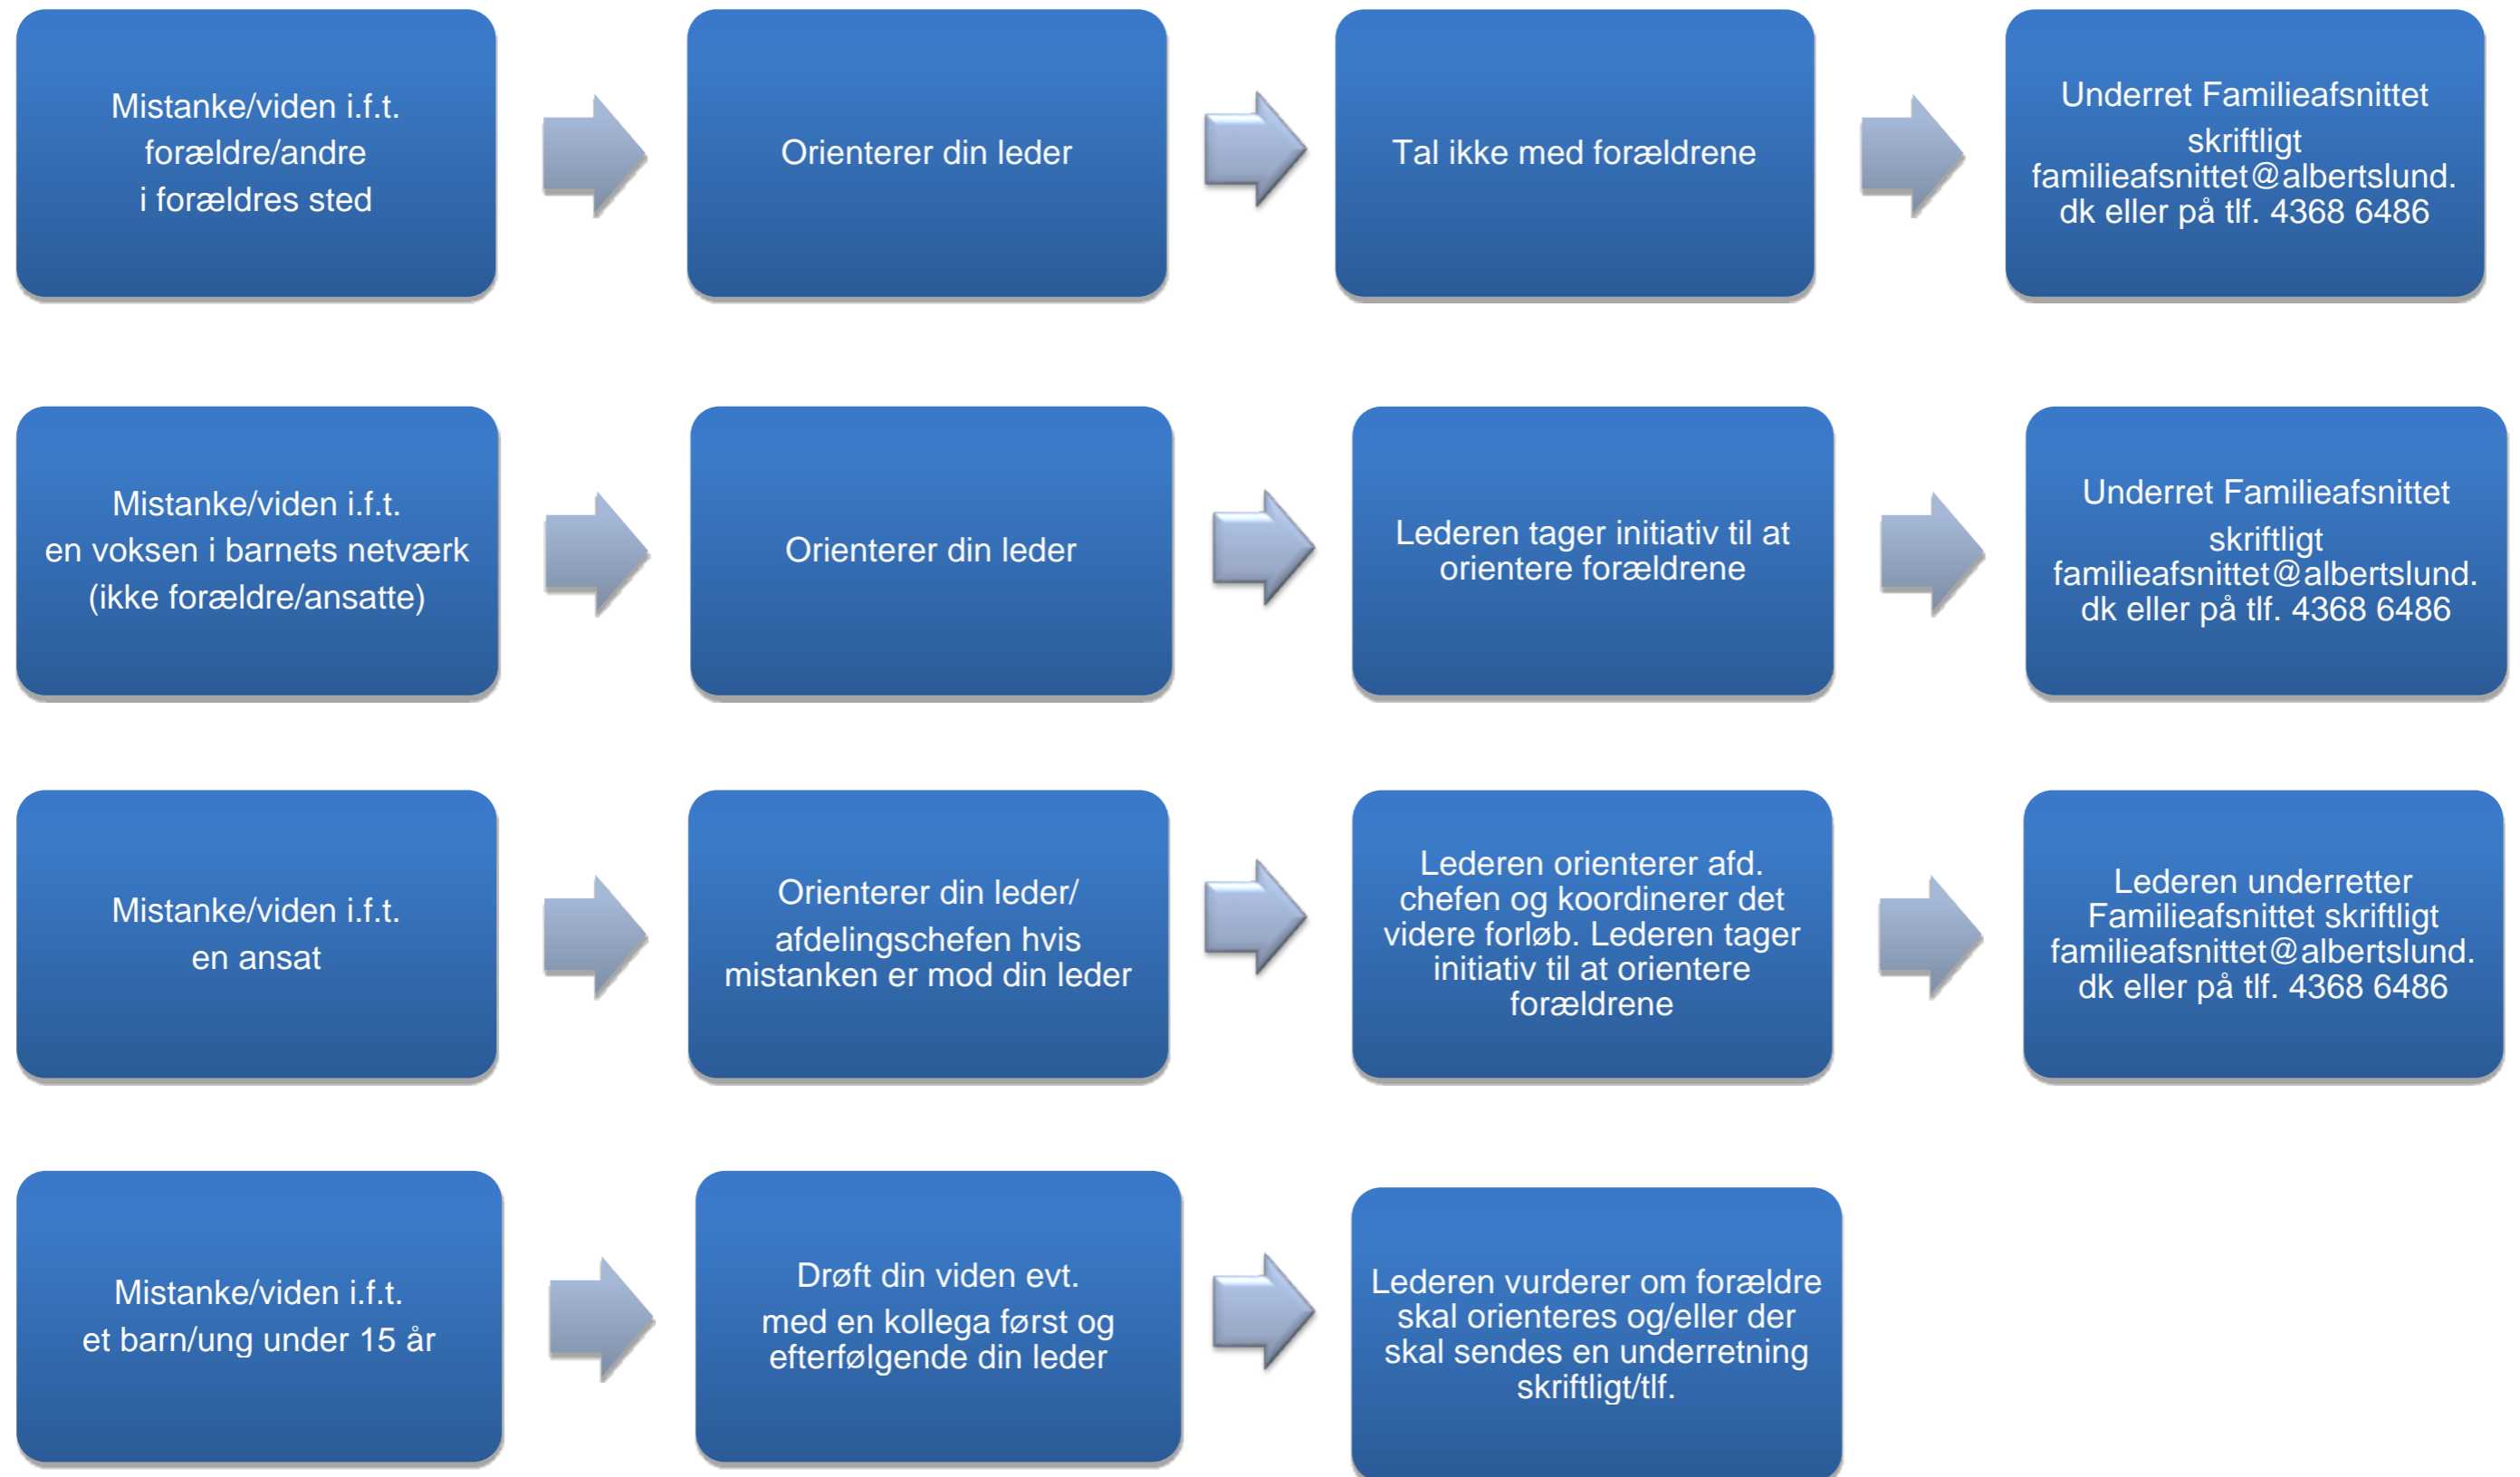 Mistanke/viden i.f.t.
forældre/andre
i forældres sted
Orienterer din leder
Tal ikke med forældrene
Underret Familieafsnittet
skriftligt
familieafsnittet@albertslund.
dk eller på tlf. 4368 6486
Mistanke/viden i.f.t.
en voksen i barnets netværk
(ikke forældre/ansatte)
Orienterer din leder
Lederen tager initiativ til at
orientere forældrene
Underret Familieafsnittet
skriftligt
familieafsnittet@albertslund.
dk eller på tlf. 4368 6486
Mistanke/viden i.f.t.
en ansat
Orienterer din leder/
afdelingschefen hvis
mistanken er mod din leder
Lederen orienterer afd.
chefen og koordinerer det
videre forløb. Lederen tager
initiativ til at orientere
forældrene
Lederen underretter
Familieafsnittet skriftligt
familieafsnittet@albertslund.
dk eller på tlf. 4368 6486
Mistanke/viden i.f.t.
et barn/ung under 15 år
Drøft din viden evt.
med en kollega først og
efterfølgende din leder
Lederen vurderer om forældre
skal orienteres og/eller der
skal sendes en underretning
skriftligt/tlf.